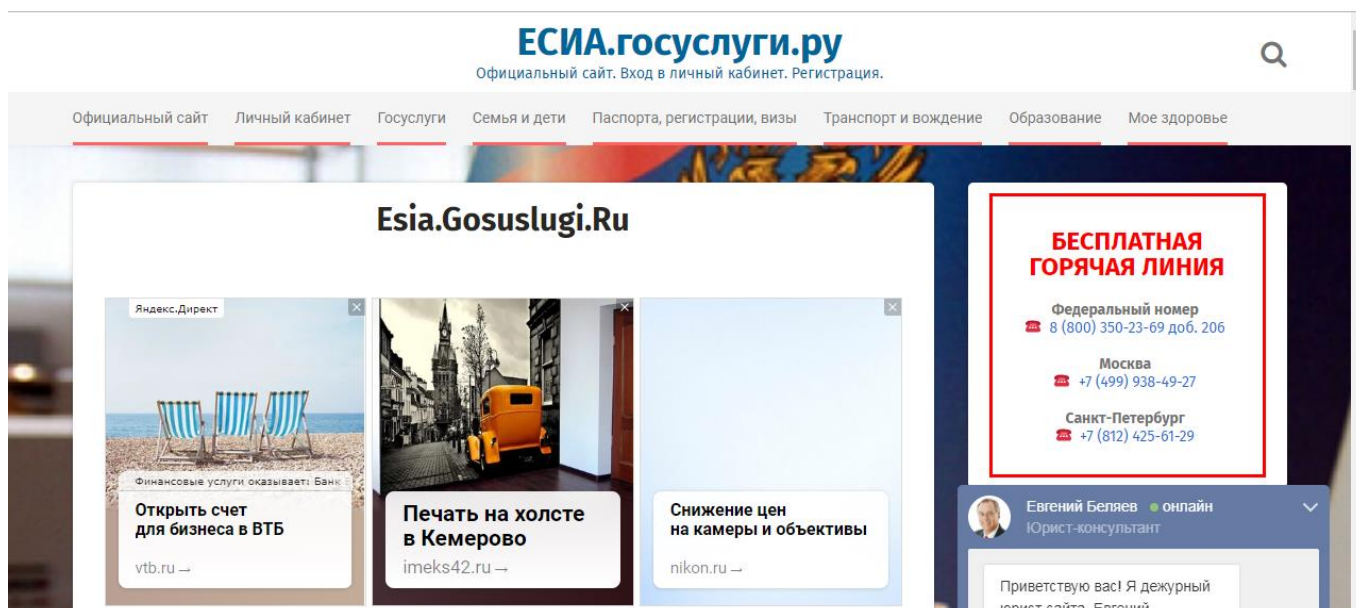 ЕСИА.госуслуги.ру
Официальный сайт. Вход в личный кабинет. Регистрация.
Официальный сайт Личный кабинет Госуслуги Семья и дети Паспорта, регистрации, визы Транспорт и вождение Образование Мое здоровье
Esia.Gosuslugi.Ru
Яндекс.Директ
Финансовые услуги оказывает: Банк
Открыть счет
для бизнеса в ВТБ
vtb.ru →
Печать на холсте
в Кемерово
imeks42.ru →
Снижение цен
на камеры и объективы
nikon.ru →
БЕСПЛАТНАЯ
ГОРЯЧАЯ ЛИНИЯ
Федеральный номер
8 (800) 350-23-69 доб. 206
Москва
+7 (499) 938-49-27
Санкт-Петербург
+7 (812) 425-61-29
Евгений Беляев онлайн
Юрист-консультант
Приветствую вас! Я дежурный
юрист сайта, Евгений